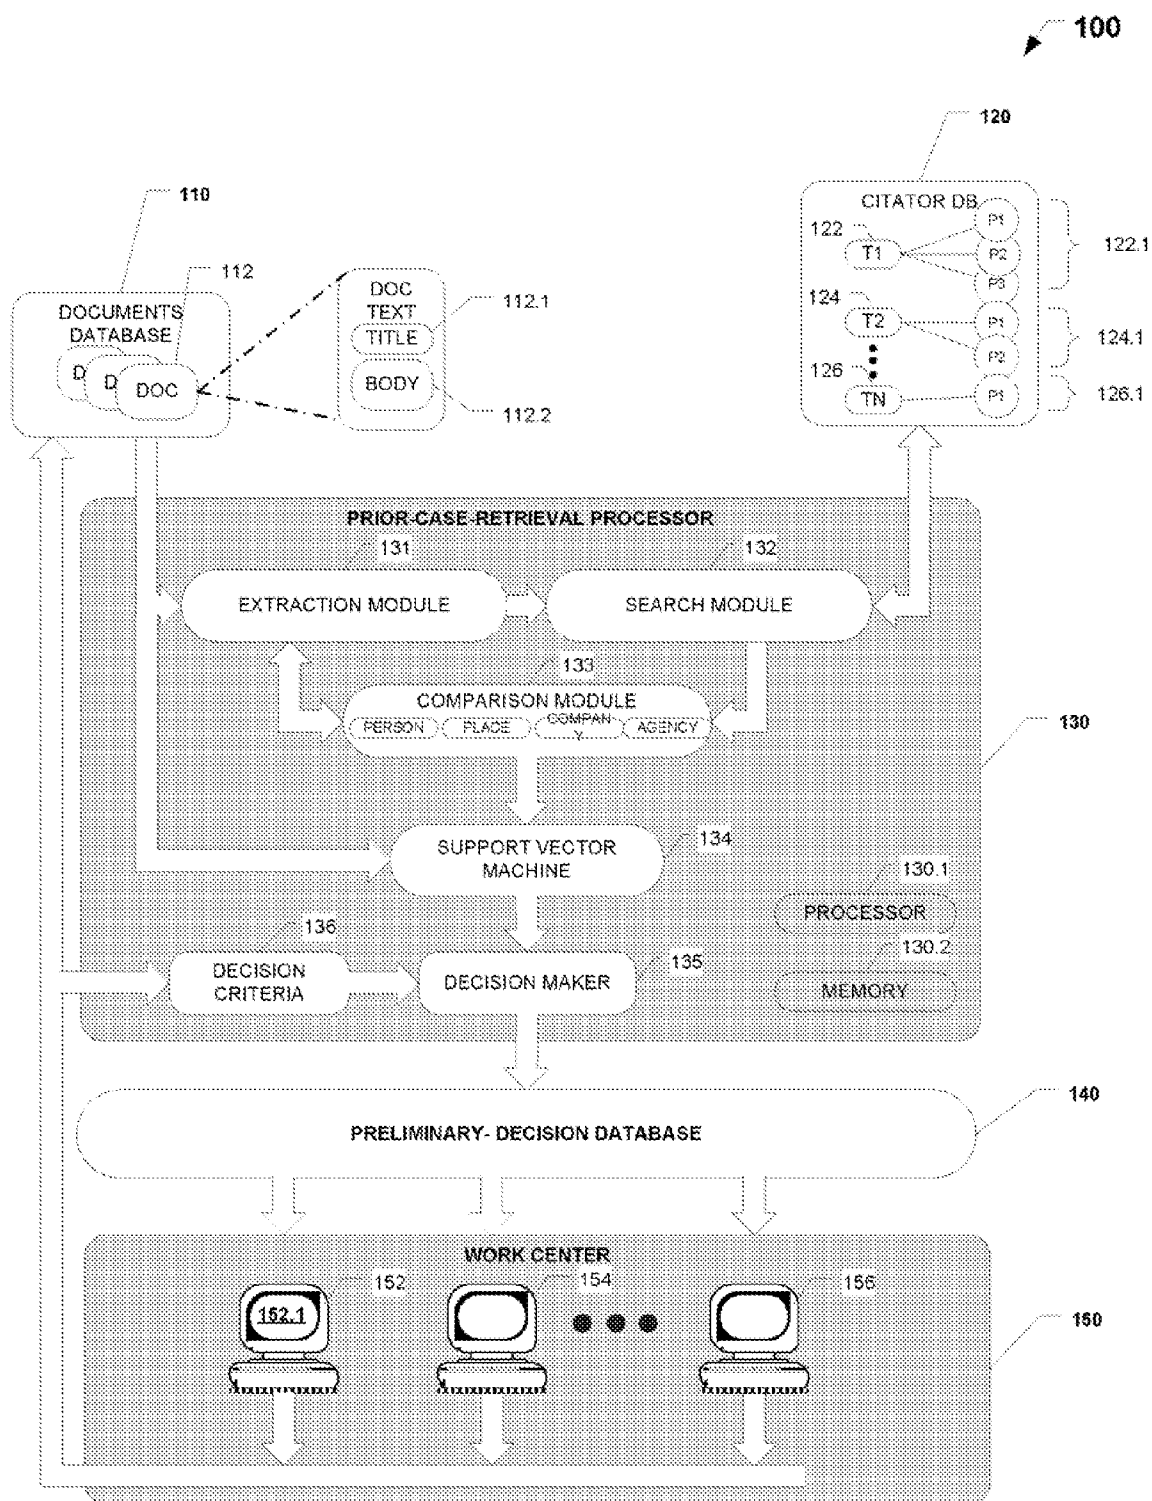 100
120
110
CITATOR DB
P1
122
T1
P2
122.1
P3
112
DOC
TEXT
112.1
124
T2
P1
124.1
DOCUMENTS
DATABASE
TITLE
P2
D
D
DOC
BODY
126
TN
P1
126.1
112.2
PRIOR-CASE-RETRIEVAL PROCESSOR
131
132
EXTRACTION MODULE
SEARCH MODULE
133
COMPARISON MODULE
PERSON
PLACE
COMPAN
Y
AGENCY
130
SUPPORT VECTOR
MACHINE
134
130.1
PROCESSOR
136
130.2
DECISION
CRITERIA
DECISION MAKER
135
MEMORY
140
PRELIMINARY- DECISION DATABASE
WORK CENTER
152
154
156
152.1
150